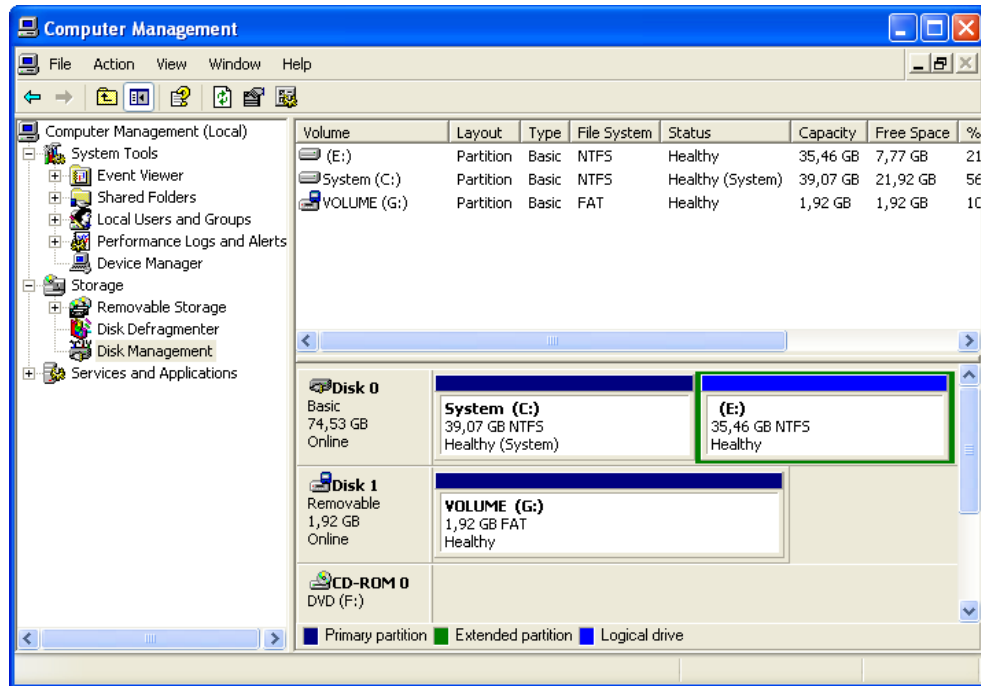 Computer Management
File Action View Window Help
Computer Management (Local)
System Tools
Event Viewer
Shared Folders
Local Users and Groups
Performance Logs and Alerts
Device Manager
Storage
Removable Storage
Disk Defragmenter
Disk Management
Services and Applications
Volume Layout Type File System Status Capacity Free Space %
(E:) Partition Basic NTFS Healthy 35,46 GB 7,77 GB 21
System (C:) Partition Basic NTFS Healthy (System) 39,07 GB 21,92 GB 56
VOLUME (G:) Partition Basic FAT Healthy 1,92 GB 1,92 GB 10
Disk 0
Basic
74,53 GB
Online
System (C:)
39,07 GB NTFS
Healthy (System)
(E:)
35,46 GB NTFS
Healthy
Disk 1
Removable
1,92 GB
Online
VOLUME (G:)
1,92 GB FAT
Healthy
CD-ROM 0
DVD (F:)
Primary partition Extended partition Logical drive